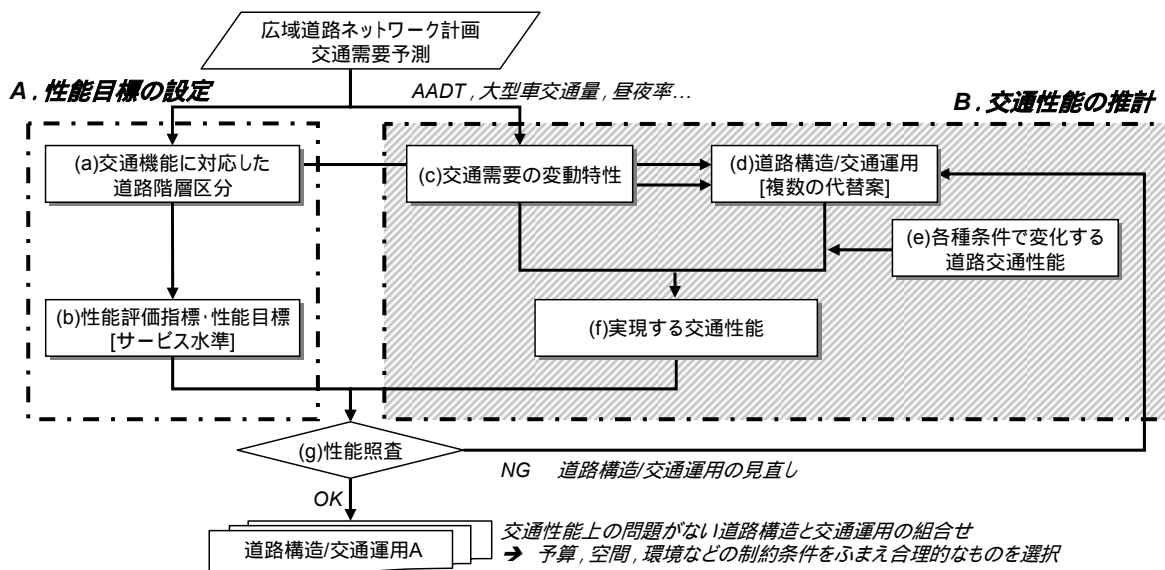 広域道路ネットワーク計画
交通需要予測
A．性能目標の設定
AADT，大型車交通量，昼夜率…
B．交通性能の推計
(a)交通機能に対応した
道路階層区分
(c)交通需要の変動特性
(d)道路構造/交通運用
[複数の代替案]
(e)各種条件で変化する
道路交通性能
(b)性能評価指標･性能目標
[サービス水準]
(f)実現する交通性能
(g)性能照査
NG　道路構造/交通運用の見直し
OK
道路構造/交通運用A
交通性能上の問題がない道路構造と交通運用の組合せ
➔ 予算，空間，環境などの制約条件をふまえ合理的なものを選択